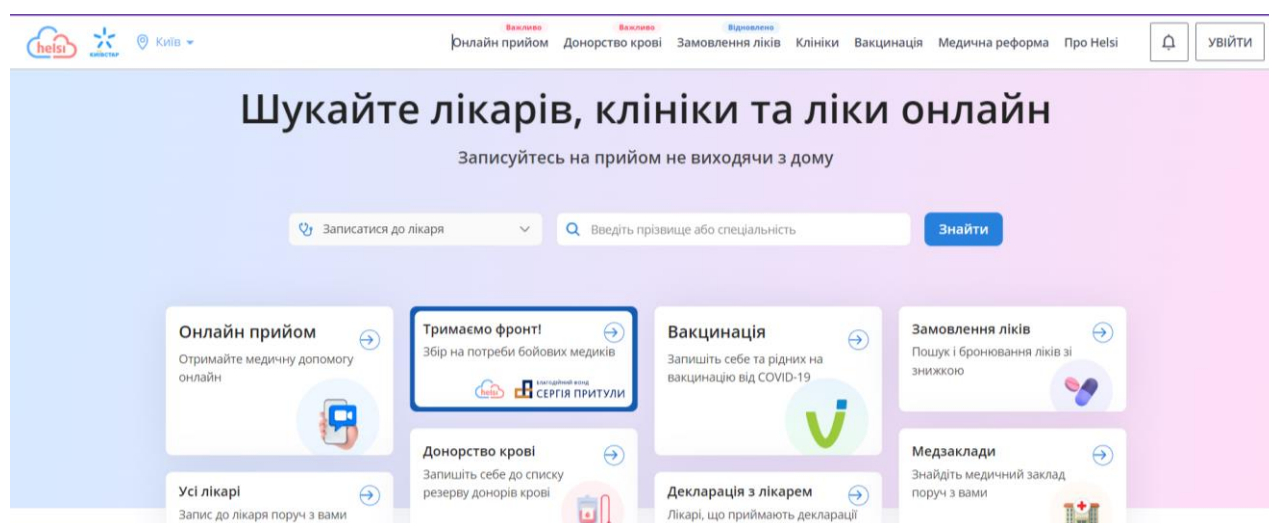 helsi
київстар
Київ
Важливо
Онлайн прийом
Важливо
Донорство крові
Відновлено
Замовлення ліків
Клініки
Вакцинація
Медична реформа
Про Helsi
УВІЙТИ
Шукайте лікарів, клініки та ліки онлайн
Записуйтесь на прийом не виходячи з дому
Записатися до лікаря
Введіть прізвище або спеціальність
Знайти
Онлайн прийом
Отримайте медичну допомогу
онлайн
Тримаємо фронт!
Збір на потреби бойових медиків
helsi
БЛАГОДІЙНИЙ ФОНД
СЕРГІЯ ПРИТУЛИ
Вакцинація
Запишіть себе та рідних на
вакцинацію від COVID-19
Замовлення ліків
Пошук і бронювання ліків зі
знижкою
Усі лікарі
Запис до лікаря поруч з вами
Донорство крові
Запишіть себе до списку
резерву донорів крові
Декларація з лікарем
Лікарі, що приймають декларації
Медзаклади
Знайдіть медичний заклад
поруч з вами